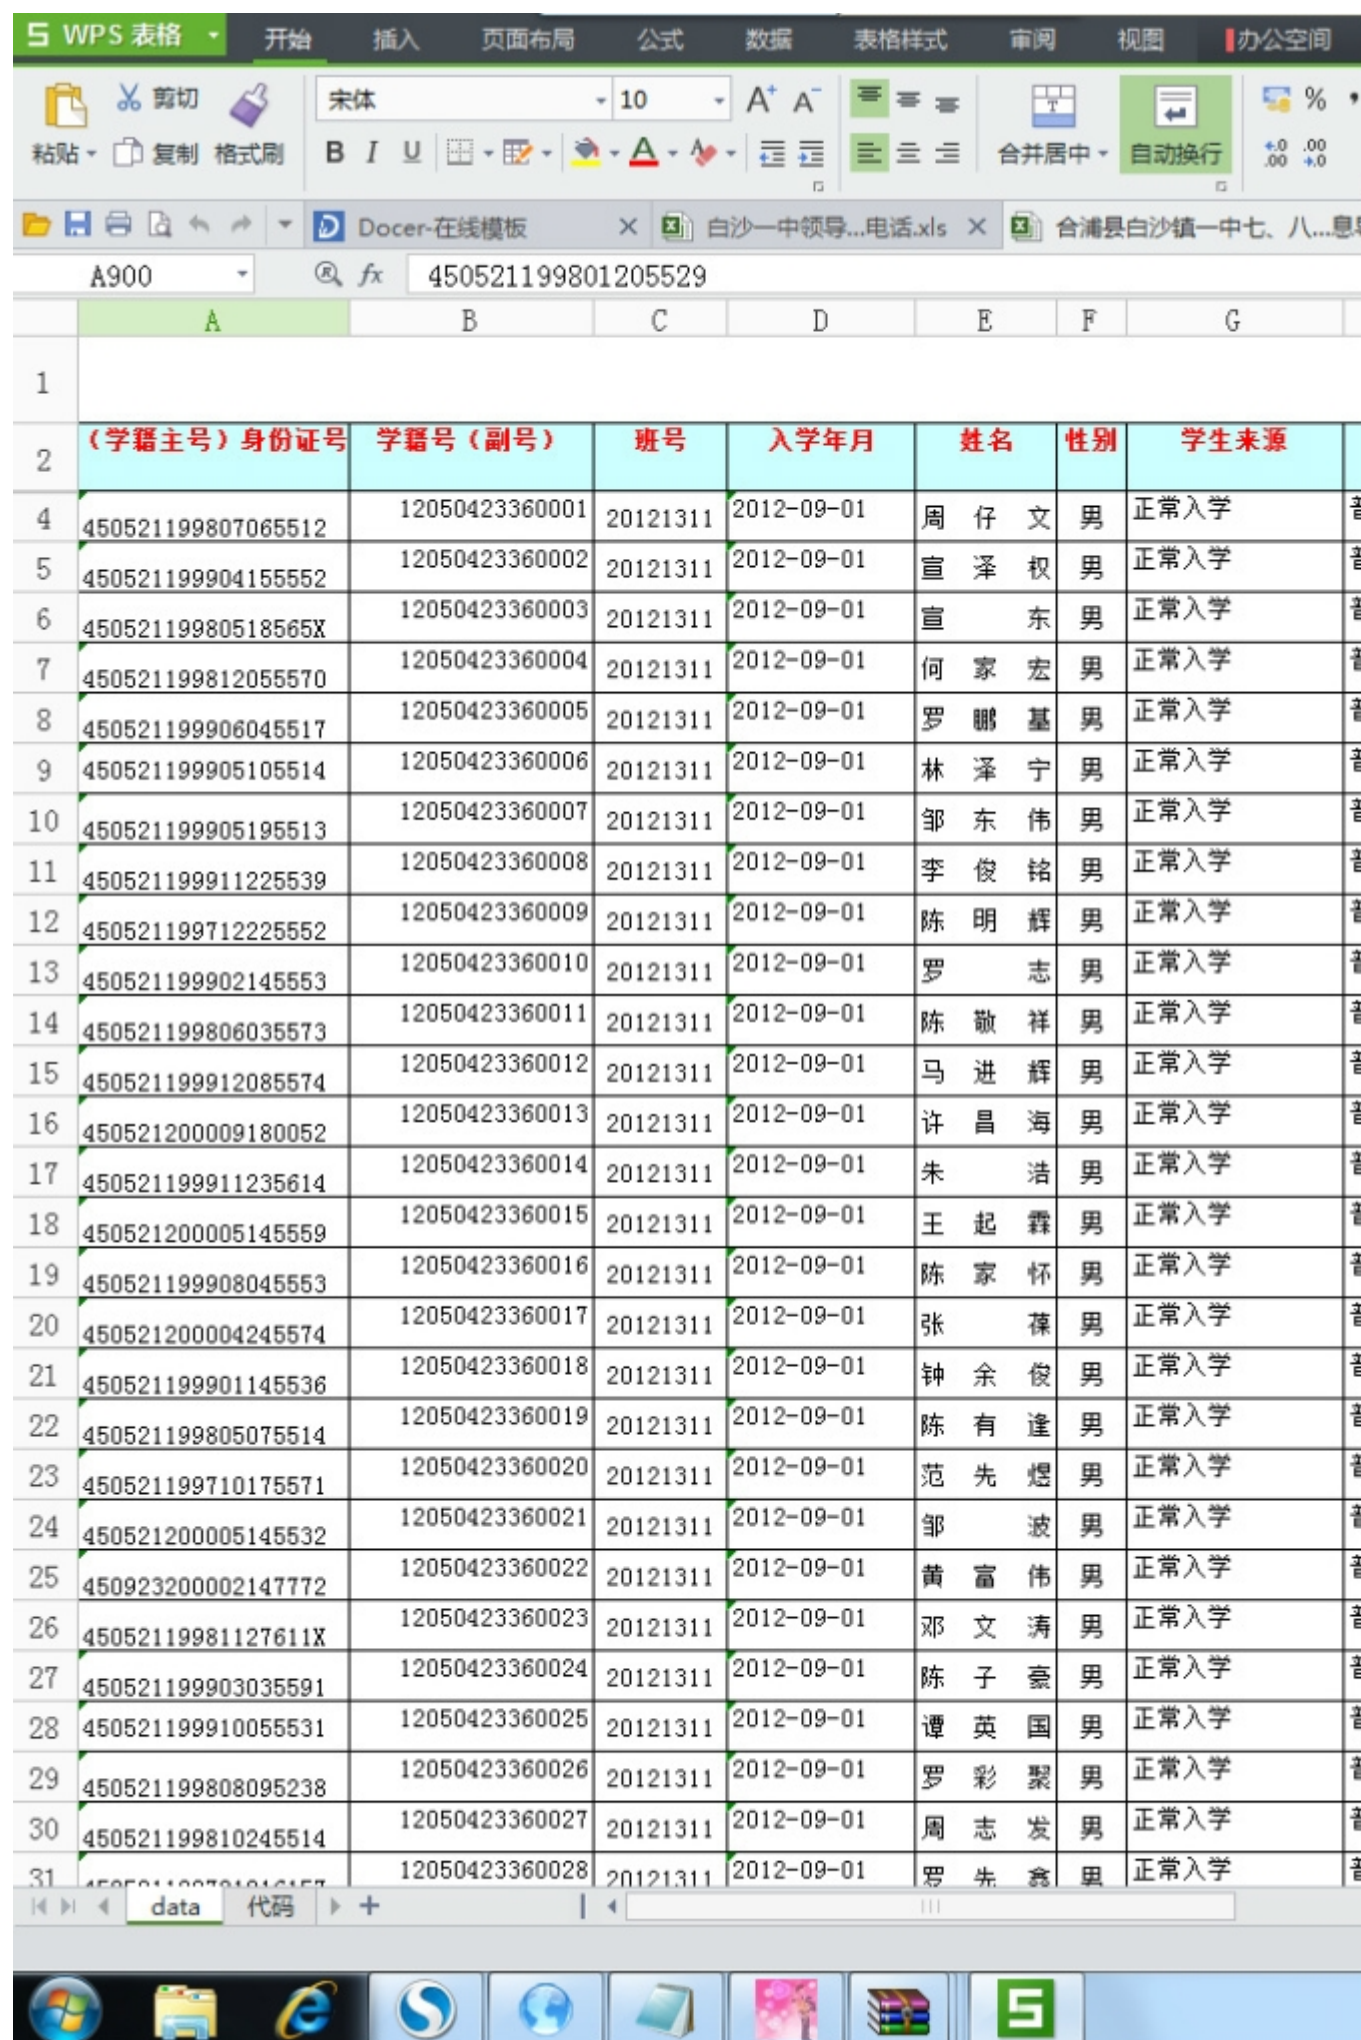 WPS 表格 开始 插入 页面布局 公式 数据 表格样式 审阅 视图 办公空间
剪切 宋体 10 A+ A- %
粘贴 复制 格式刷 B I U A 合并居中 自动换行 .00 .00
Docer-在线模板 白沙一中领导...电话.xls 合浦县白沙镇一中七、八...息
A900 fx 450521199801205529
A B C D E F G
1
2 (学籍主号)身份证号 学籍号(副号) 班号 入学年月 姓名 性别 学生来源
4 450521199807065512 12050423360001 20121311 2012-09-01 周仔文 男 正常入学
5 450521199904155552 12050423360002 20121311 2012-09-01 宣泽权 男 正常入学
6 45052119980518565X 12050423360003 20121311 2012-09-01 宣 东 男 正常入学
7 450521199812055570 12050423360004 20121311 2012-09-01 何家宏 男 正常入学
8 450521199906045517 12050423360005 20121311 2012-09-01 罗鹏基 男 正常入学
9 450521199905105514 12050423360006 20121311 2012-09-01 林泽宁 男 正常入学
10 450521199905195513 12050423360007 20121311 2012-09-01 邹东伟 男 正常入学
11 450521199911225539 12050423360008 20121311 2012-09-01 李俊铭 男 正常入学
12 450521199712225552 12050423360009 20121311 2012-09-01 陈明辉 男 正常入学
13 450521199902145553 12050423360010 20121311 2012-09-01 罗 志 男 正常入学
14 450521199806035573 12050423360011 20121311 2012-09-01 陈敬祥 男 正常入学
15 450521199912085574 12050423360012 20121311 2012-09-01 马进辉 男 正常入学
16 450521200009180052 12050423360013 20121311 2012-09-01 许昌海 男 正常入学
17 450521199911235614 12050423360014 20121311 2012-09-01 朱 浩 男 正常入学
18 450521200005145559 12050423360015 20121311 2012-09-01 王起霖 男 正常入学
19 450521199908045553 12050423360016 20121311 2012-09-01 陈家怀 男 正常入学
20 450521200004245574 12050423360017 20121311 2012-09-01 张 葆 男 正常入学
21 450521199901145536 12050423360018 20121311 2012-09-01 钟余俊 男 正常入学
22 450521199805075514 12050423360019 20121311 2012-09-01 陈有逢 男 正常入学
23 450521199710175571 12050423360020 20121311 2012-09-01 范先煜 男 正常入学
24 450521200005145532 12050423360021 20121311 2012-09-01 邹 波 男 正常入学
25 450923200002147772 12050423360022 20121311 2012-09-01 黄富伟 男 正常入学
26 45052119981127611X 12050423360023 20121311 2012-09-01 邓文涛 男 正常入学
27 450521199903035591 12050423360024 20121311 2012-09-01 陈子豪 男 正常入学
28 450521199910055531 12050423360025 20121311 2012-09-01 谭英国 男 正常入学
29 450521199808095238 12050423360026 20121311 2012-09-01 罗彩聚 男 正常入学
30 450521199810245514 12050423360027 20121311 2012-09-01 周志发 男 正常入学
31 12050423360028 20121311 2012-09-01 罗先鑫 男 正常入学
data 代码